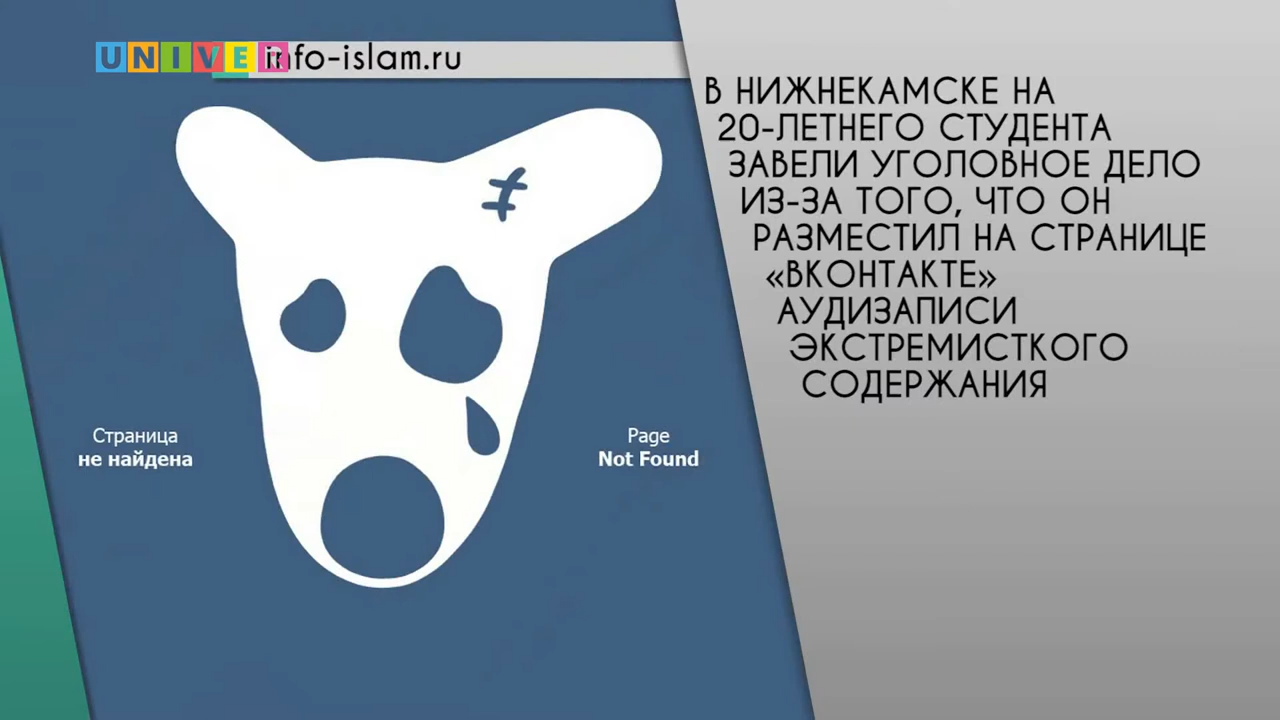 UNIVER
info-islam.ru
В НИЖНЕКАМСКЕ НА
20-ЛЕТНЕГО СТУДЕНТА
ЗАВЕЛИ УГОЛОВНОЕ ДЕЛО
ИЗ-ЗА ТОГО, ЧТО ОН
РАЗМЕСТИЛ НА СТРАНИЦЕ
«ВКОНТАКТЕ»
АУДИЗАПИСИ
ЭКСТРЕМИСТКОГО
СОДЕРЖАНИЯ
Страница
не найдена
Page
Not Found